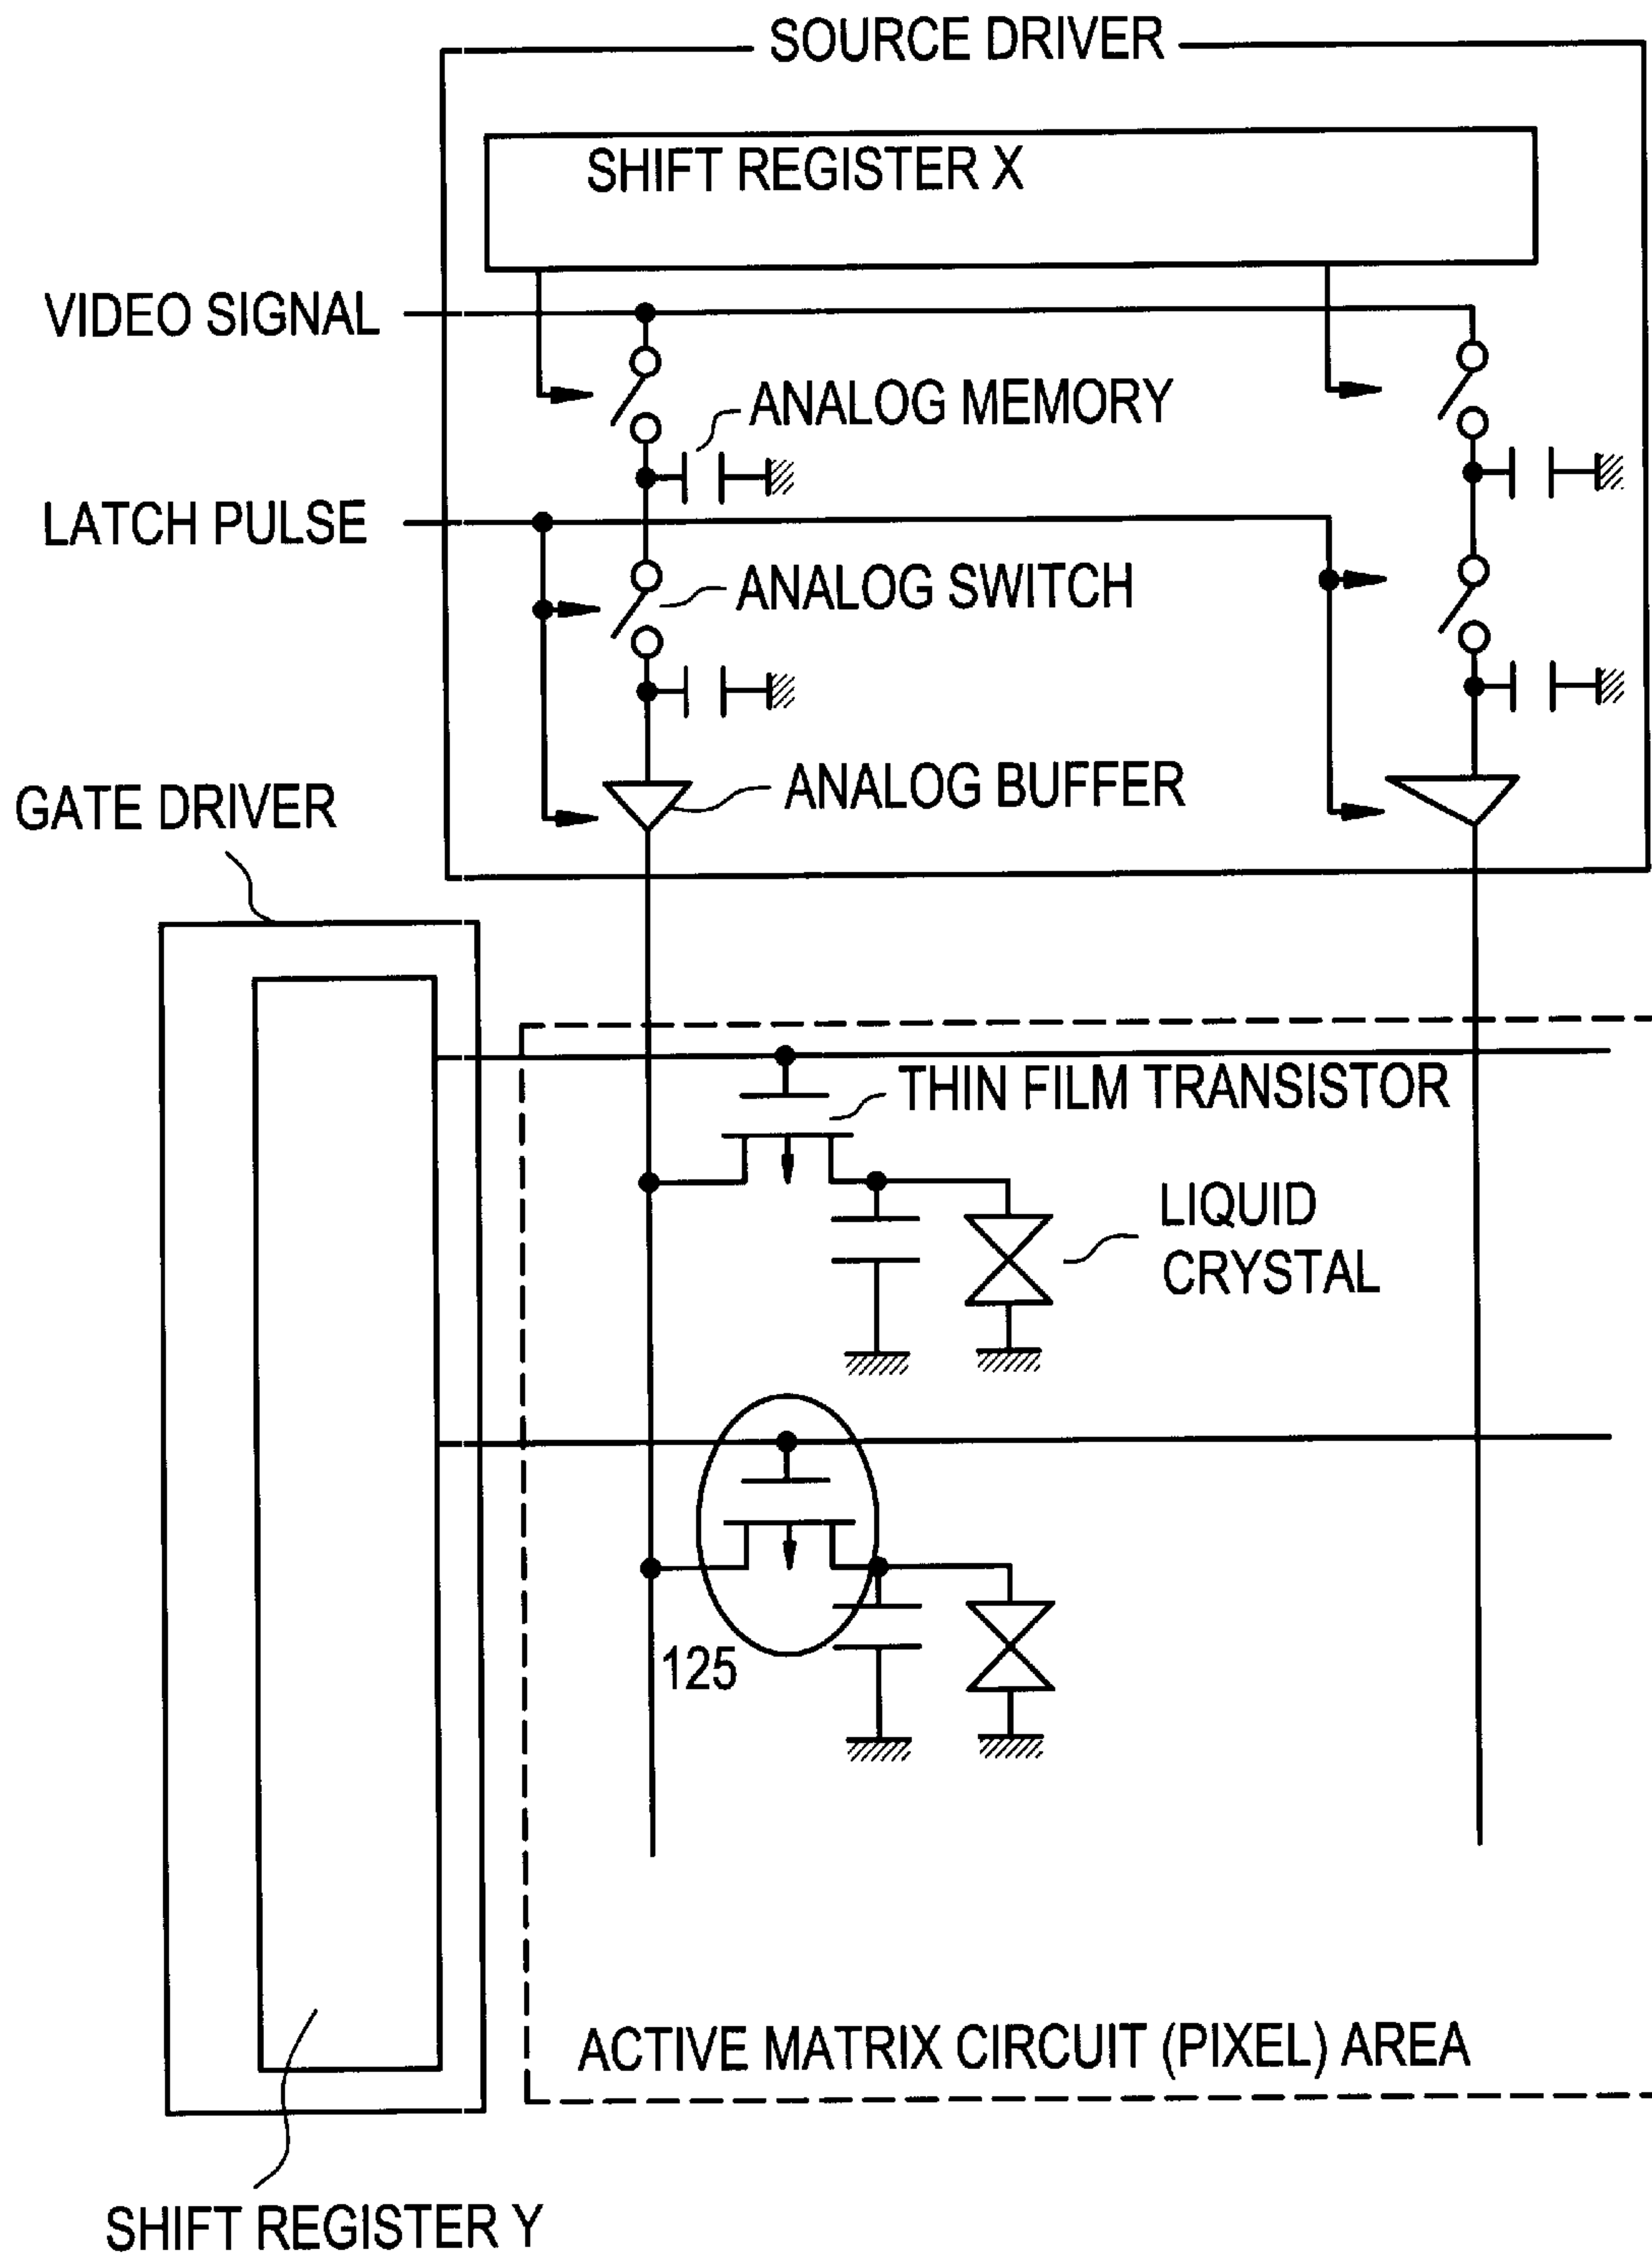 SOURCE DRIVER
SHIFT REGISTER X
VIDEO SIGNAL
ANALOG MEMORY
LATCH PULSE
ANALOG SWITCH
ANALOG BUFFER
GATE DRIVER
THIN FILM TRANSISTOR
LIQUID
CRYSTAL
125
ACTIVE MATRIX CIRCUIT (PIXEL) AREA
SHIFT REGISTER Y